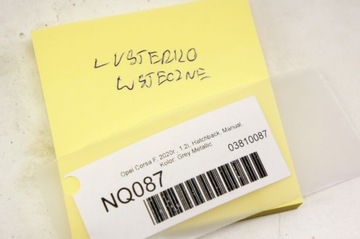 LUSTERKO
WSTECZNE
Opel Corsa F, 2020r., 1.2i, Hatchback, Manual,
Kolor: Grey Metallic
03810087
NQ087